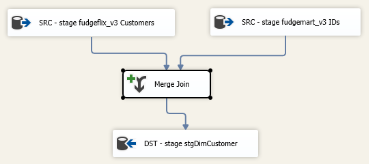 SRC - stage fudgeflix_v3 Customers
SRC - stage fudgemart_v3 IDs
Merge Join
DST - stage stgDimCustomer